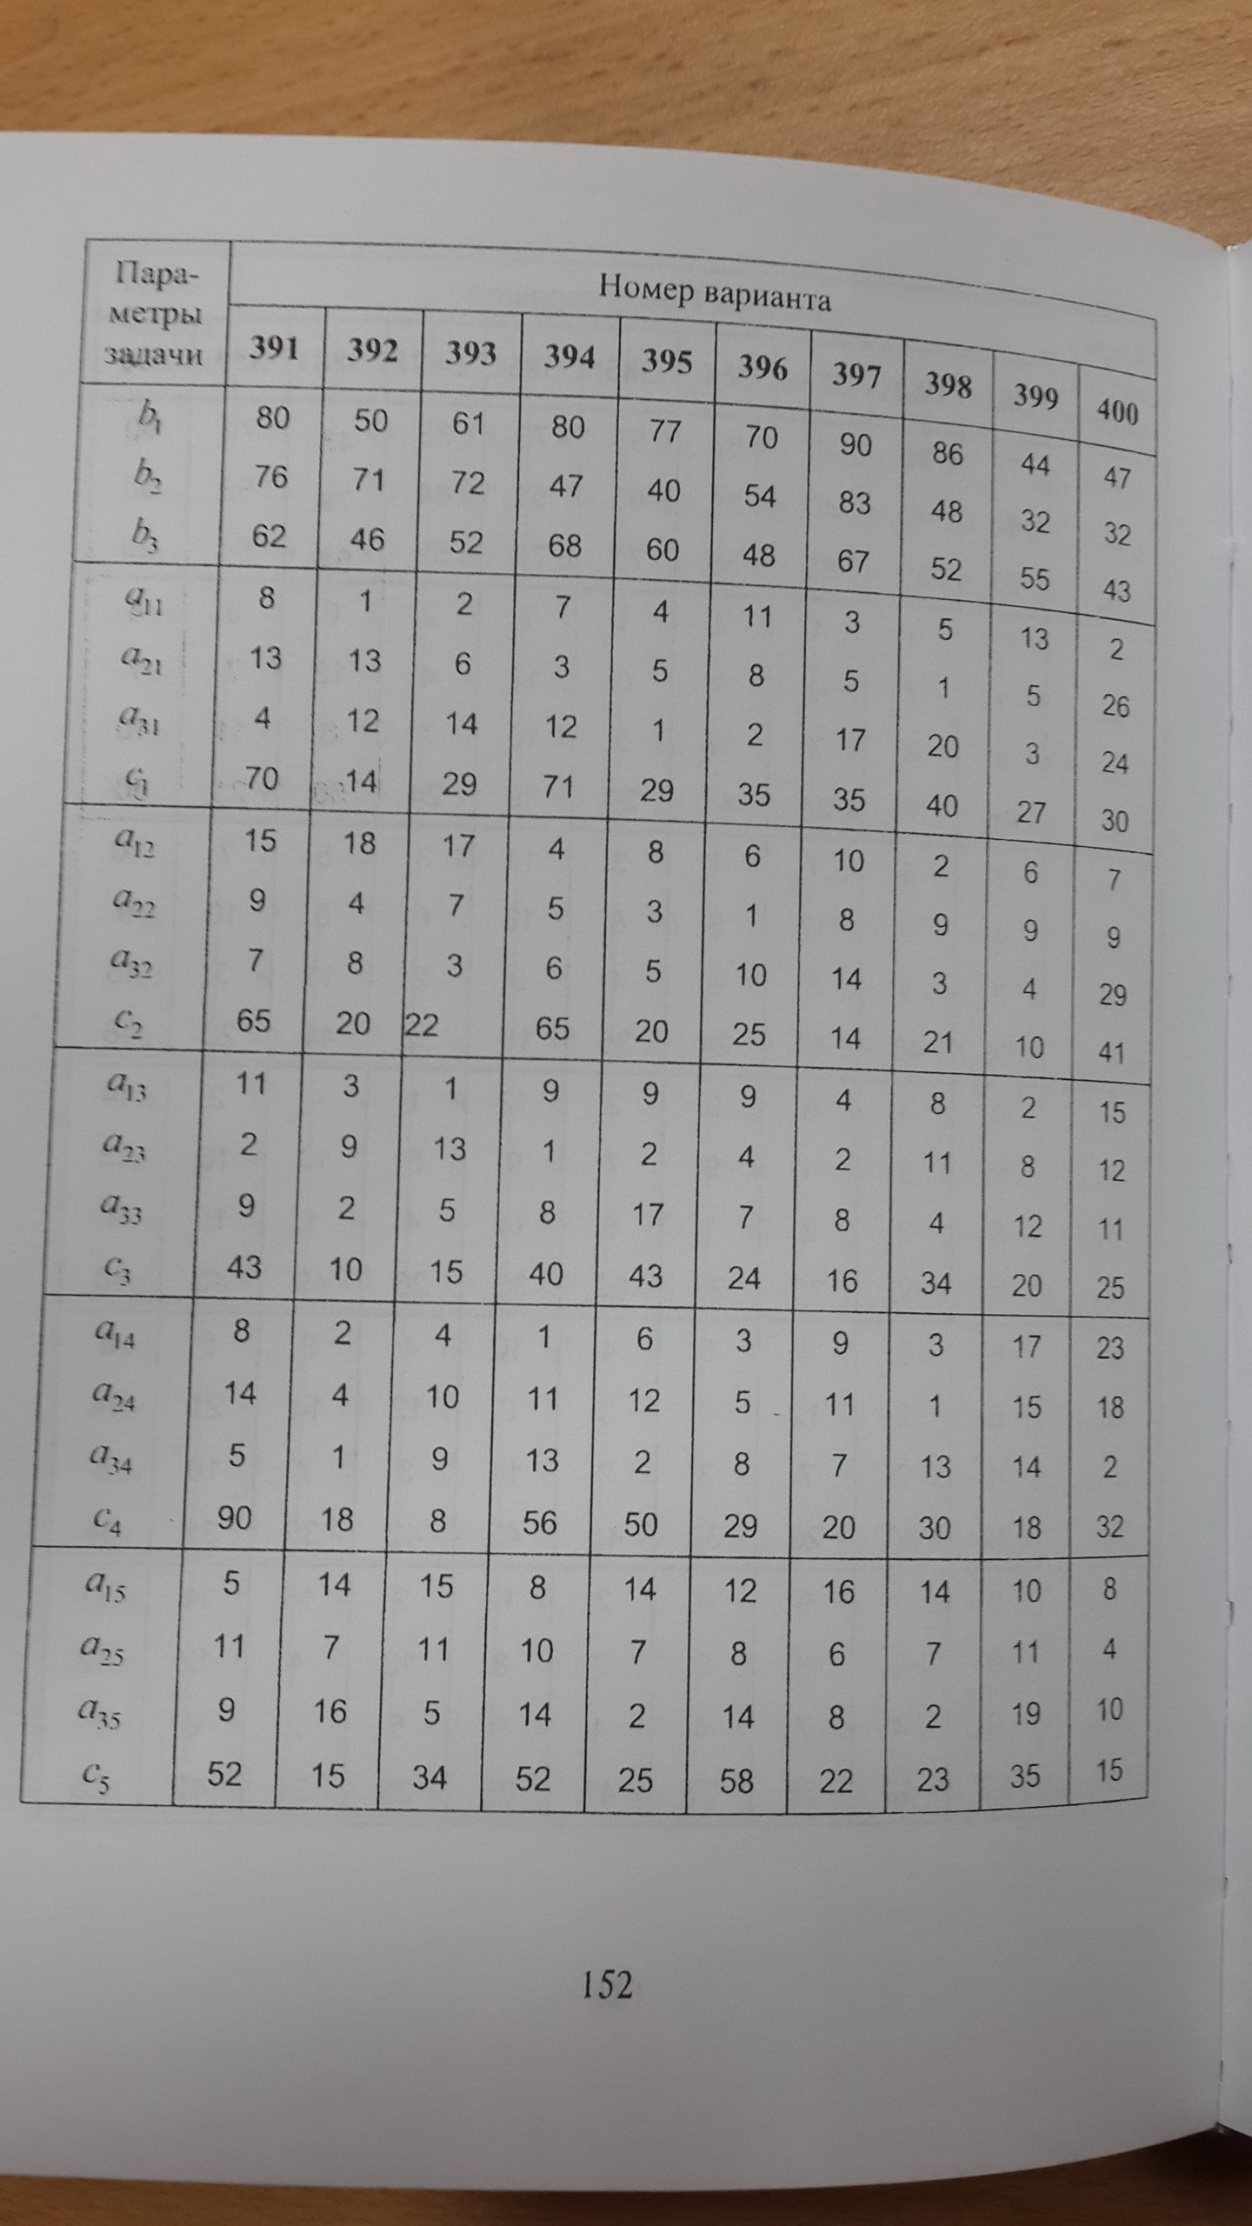 Пара-
метры
задачи
Номер варианта
391 392 393 394 395 396 397 398 399 400
b1 80 50 61 80 77 70 90 86 44 47
b2 76 71 72 47 40 54 83 48 32 32
b3 62 46 52 68 60 48 67 52 55 43
a11 8 1 2 7 4 11 3 5 13 2
a21 13 13 6 3 5 8 5 1 5 26
a31 4 12 14 12 1 2 17 20 3 24
c1 70 14 29 71 29 35 35 40 27 30
a12 15 18 17 4 8 6 10 2 6 7
a22 9 4 7 5 3 1 8 9 9 9
a32 7 8 3 6 5 10 14 3 4 29
c2 65 20 22 65 20 25 14 21 10 41
a13 11 3 1 9 9 9 4 8 2 15
a23 2 9 13 1 2 4 2 11 8 12
a33 9 2 5 8 17 7 8 4 12 11
c3 43 10 15 40 43 24 16 34 20 25
a14 8 2 4 1 6 3 9 3 17 23
a24 14 4 10 11 12 5 11 1 15 18
a34 5 1 9 13 2 8 7 13 14 2
c4 90 18 8 56 50 29 20 30 18 32
a15 5 14 15 8 14 12 16 14 10 8
a25 11 7 11 10 7 8 6 7 11 4
a35 9 16 5 14 2 14 8 2 19 10
c5 52 15 34 52 25 58 22 23 35 15
152